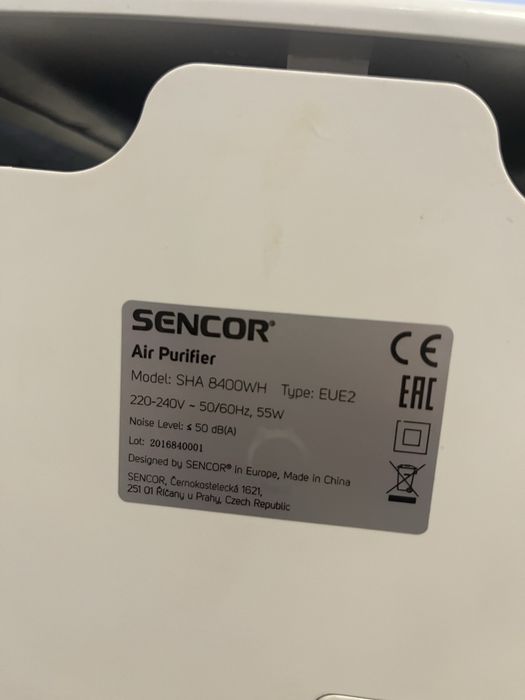 SENCOR®
Air Purifier
Model: SHA 8400WH Type: EUE2
220-240V ~ 50/60Hz, 55W
Noise Level: ≤ 50 dB(A)
Lot: 2016840001
Designed by SENCOR® in Europe, Made in China
SENCOR, Černokostelecká 1621,
251 01 Říčany u Prahy, Czech Republic
CE
EAC